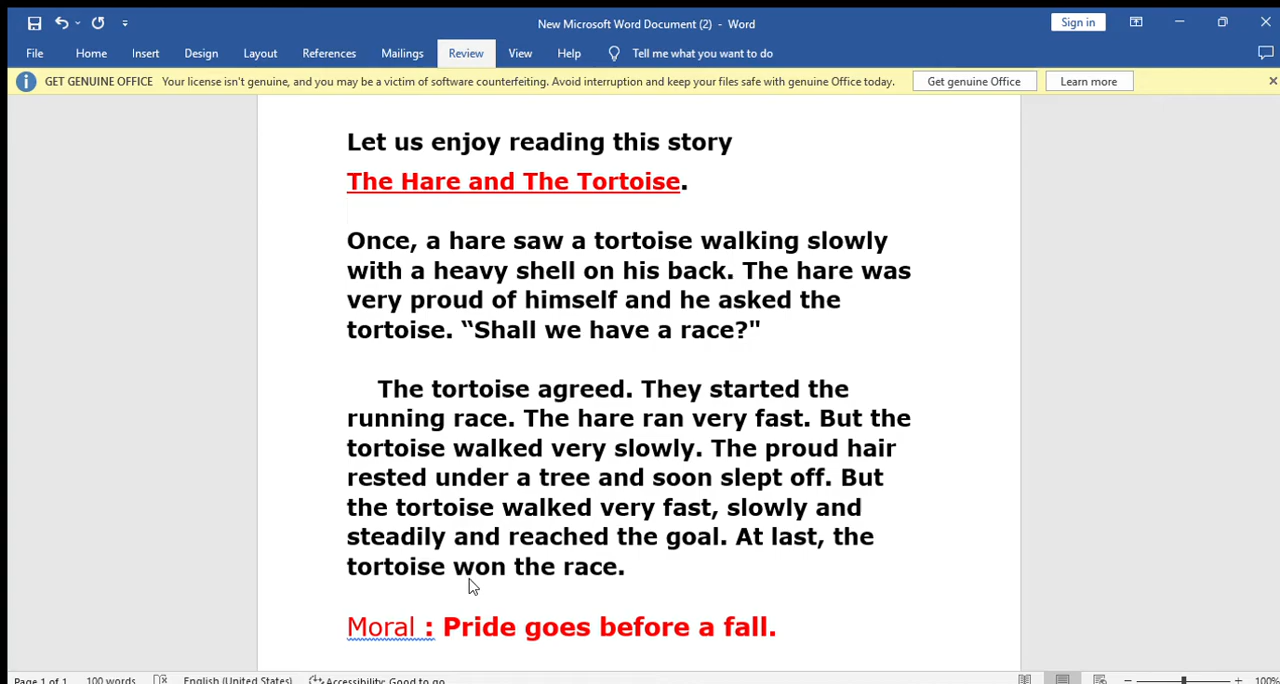 New Microsoft Word Document (2) - Word
Sign in
File Home Insert Design Layout References Mailings Review View Help Tell me what you want to do
GET GENUINE OFFICE Your license isn't genuine, and you may be a victim of software counterfeiting. Avoid interruption and keep your files safe with genuine Office today. Get genuine Office Learn more
Let us enjoy reading this story
The Hare and The Tortoise.
Once, a hare saw a tortoise walking slowly
with a heavy shell on his back. The hare was
very proud of himself and he asked the
tortoise. “Shall we have a race?"
The tortoise agreed. They started the
running race. The hare ran very fast. But the
tortoise walked very slowly. The proud hair
rested under a tree and soon slept off. But
the tortoise walked very fast, slowly and
steadily and reached the goal. At last, the
tortoise won the race.
Moral : Pride goes before a fall.
Page 1 of 1 100 words English (United States) Accessibility: Good to go 100%